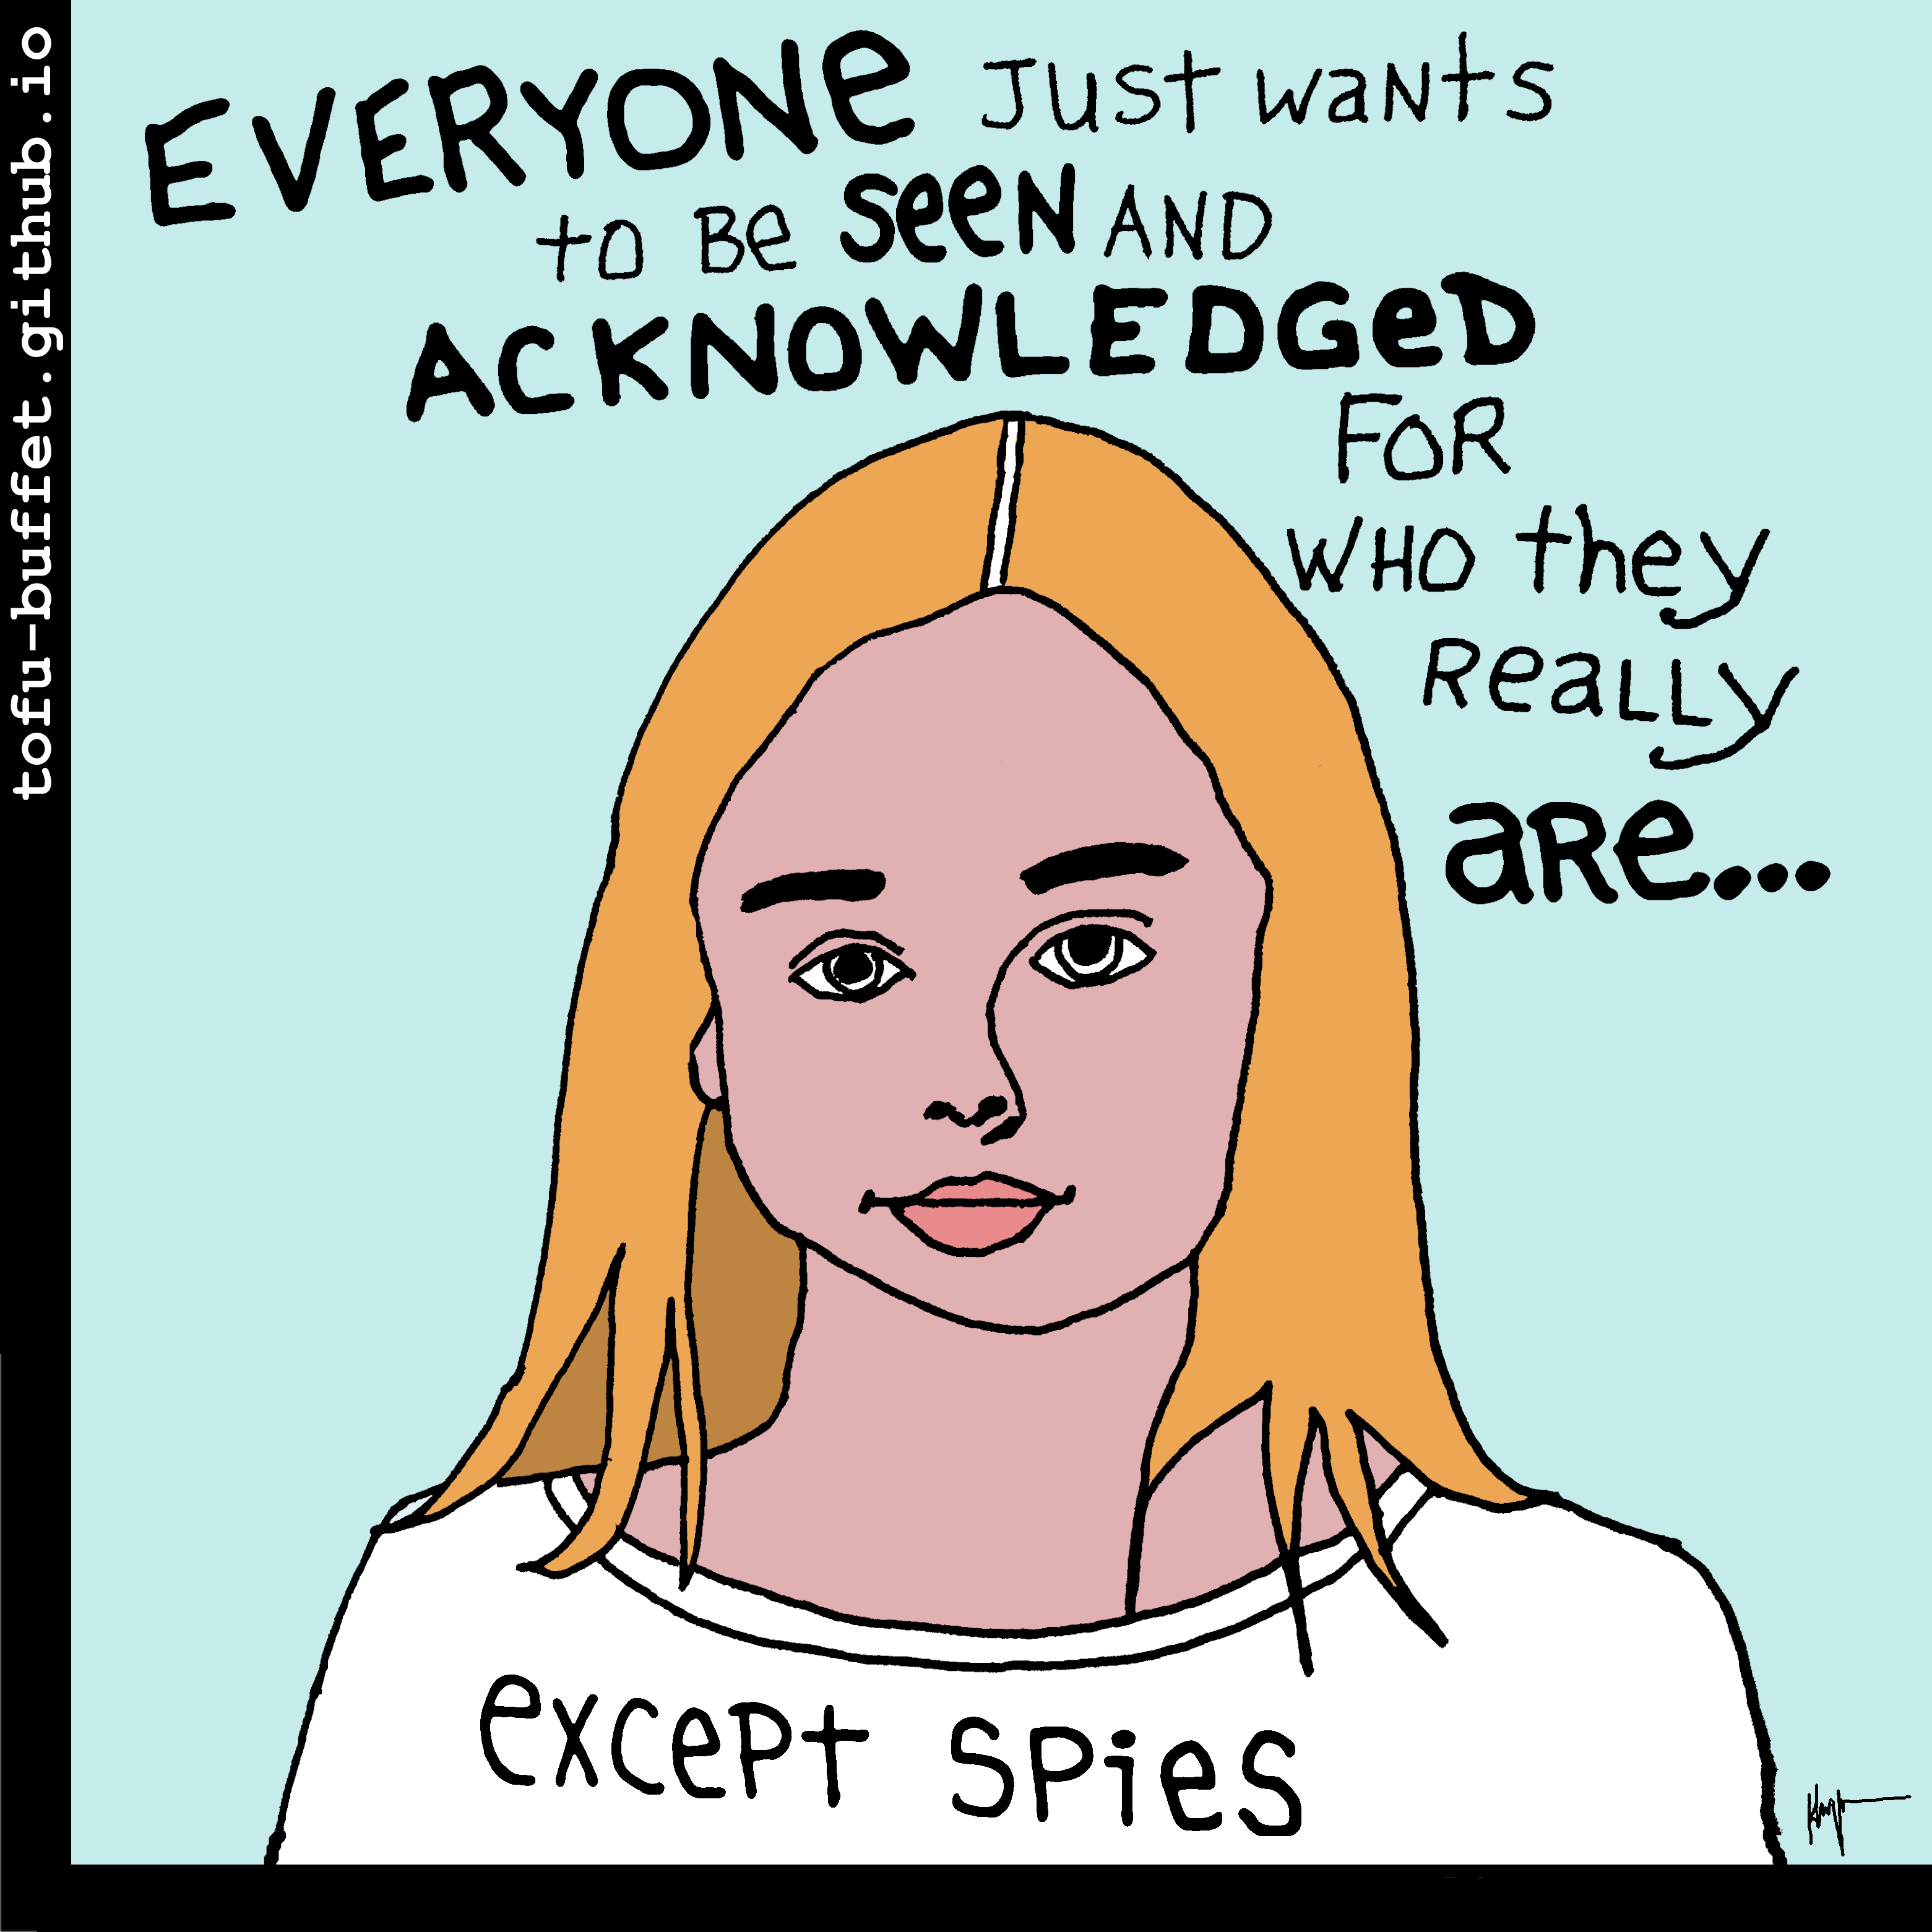 EVERYONe Just wants
to Be seeN AND
ACKNOWLEDGeD
FOR
WHO they
ReaLLy
aRe...
except spies
tofu-buffet.github.io